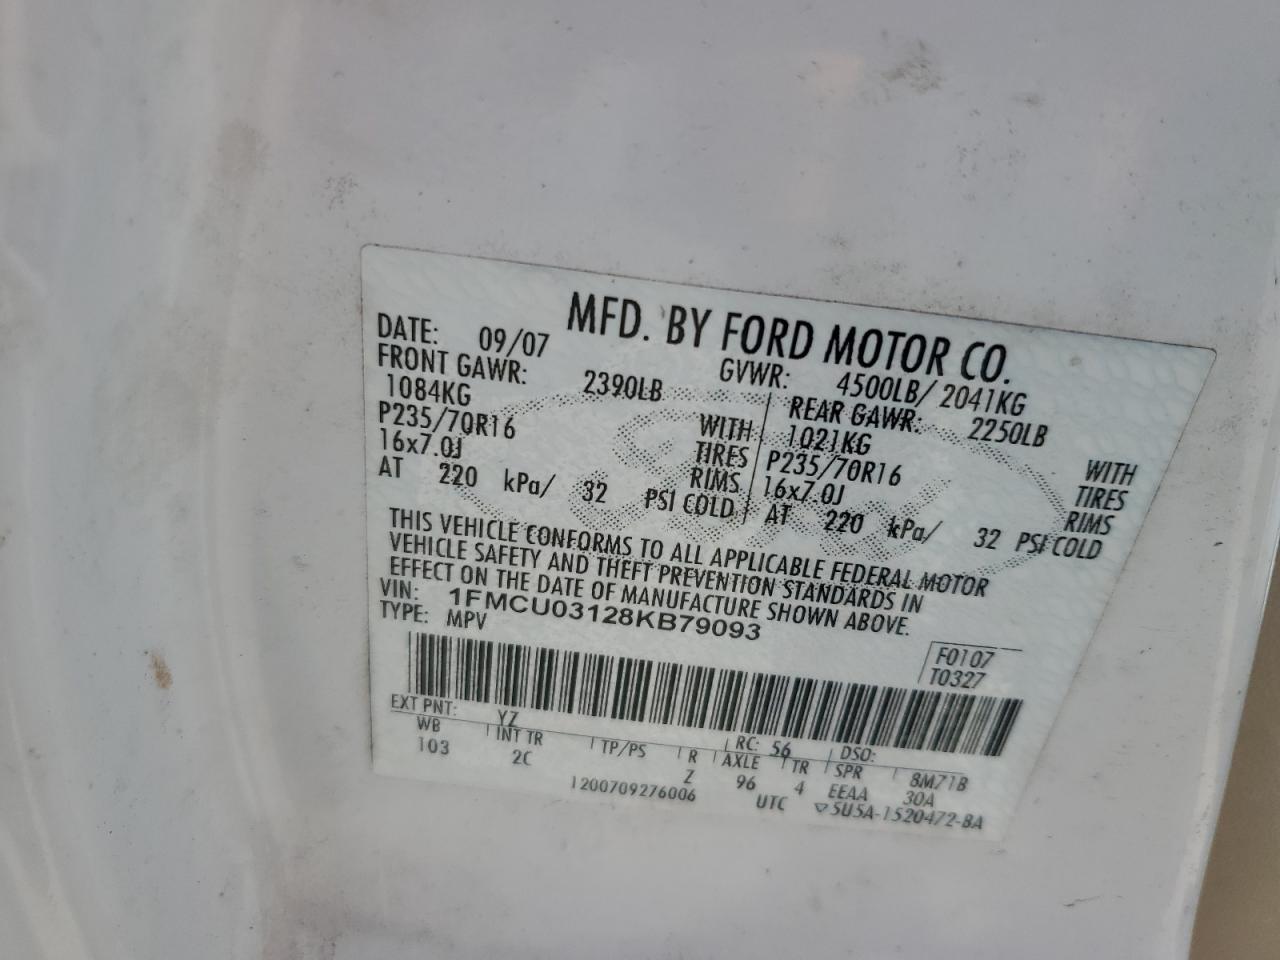 MFD. BY FORD MOTOR CO.
DATE: 09/07 GVWR: 4500LB/ 2041KG
FRONT GAWR: 2390LB REAR GAWR: 2250LB
1084KG WITH 1021KG WITH
P235/70R16 TIRES P235/70R16 TIRES
16x7.0J RIMS 16x7.0J RIMS
AT 220 kPa/ 32 PSI COLD AT 220 kPa/ 32 PSI COLD
THIS VEHICLE CONFORMS TO ALL APPLICABLE FEDERAL MOTOR
VEHICLE SAFETY AND THEFT PREVENTION STANDARDS IN
EFFECT ON THE DATE OF MANUFACTURE SHOWN ABOVE.
VIN: 1FMCU03128KB79093
TYPE: MPV
F0107
T0327
EXT PNT: YZ RC: 56 DSO:
WB INT TR TP/PS R AXLE TR SPR 8M71B
103 2C Z 96 4 EEAA 30A
1200709276006 UTC ▽5U5A-1520472-BA